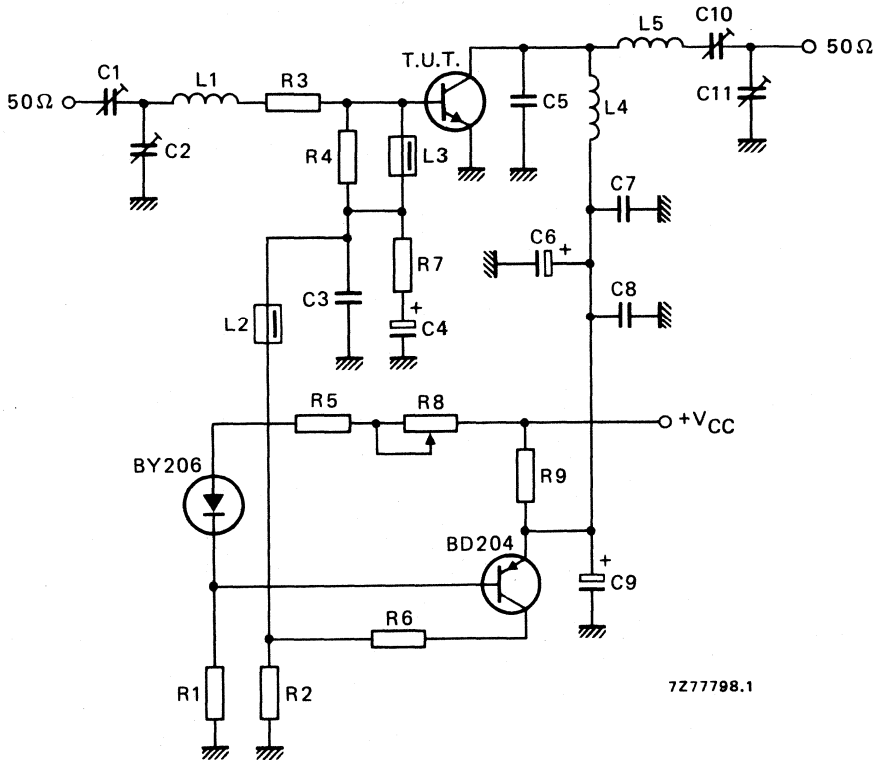 C10
L5
50Ω
T.U.T.
C1
L1
R3
50Ω
C2
C5
L4
C11
R4
L3
C7
C6
+
R7
C3
+
C4
C8
L2
R5
R8
+VCC
BY206
R9
BD204
+
C9
R6
R1
R2
7Z77798.1